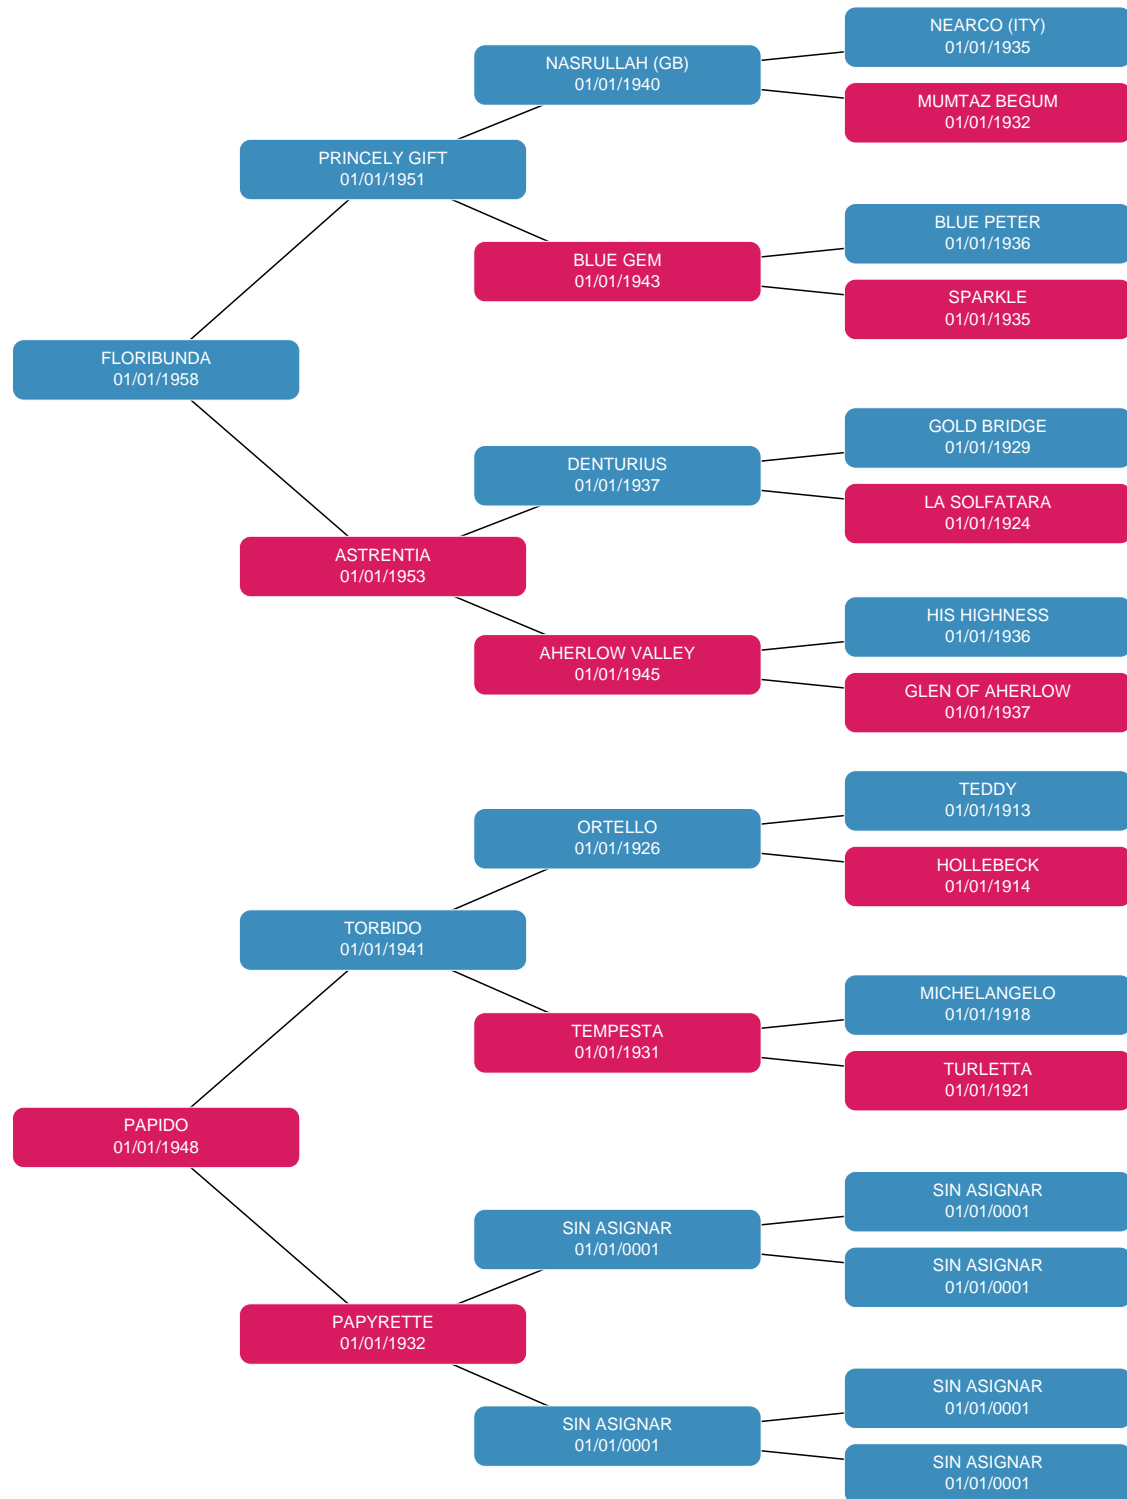 NEARCO (ITY)
01/01/1935
NASRULLAH (GB)
01/01/1940
MUMTAZ BEGUM
01/01/1932
PRINCELY GIFT
01/01/1951
BLUE PETER
01/01/1936
BLUE GEM
01/01/1943
SPARKLE
01/01/1935
FLORIBUNDA
01/01/1958
GOLD BRIDGE
01/01/1929
DENTURIUS
01/01/1937
LA SOLFATARA
01/01/1924
ASTRENTIA
01/01/1953
HIS HIGHNESS
01/01/1936
AHERLOW VALLEY
01/01/1945
GLEN OF AHERLOW
01/01/1937
TEDDY
01/01/1913
ORTELLO
01/01/1926
HOLLEBECK
01/01/1914
TORBIDO
01/01/1941
MICHELANGELO
01/01/1918
TEMPESTA
01/01/1931
TURLETTA
01/01/1921
PAPIDO
01/01/1948
SIN ASIGNAR
01/01/0001
SIN ASIGNAR
01/01/0001
SIN ASIGNAR
01/01/0001
PAPYRETTE
01/01/1932
SIN ASIGNAR
01/01/0001
SIN ASIGNAR
01/01/0001
SIN ASIGNAR
01/01/0001